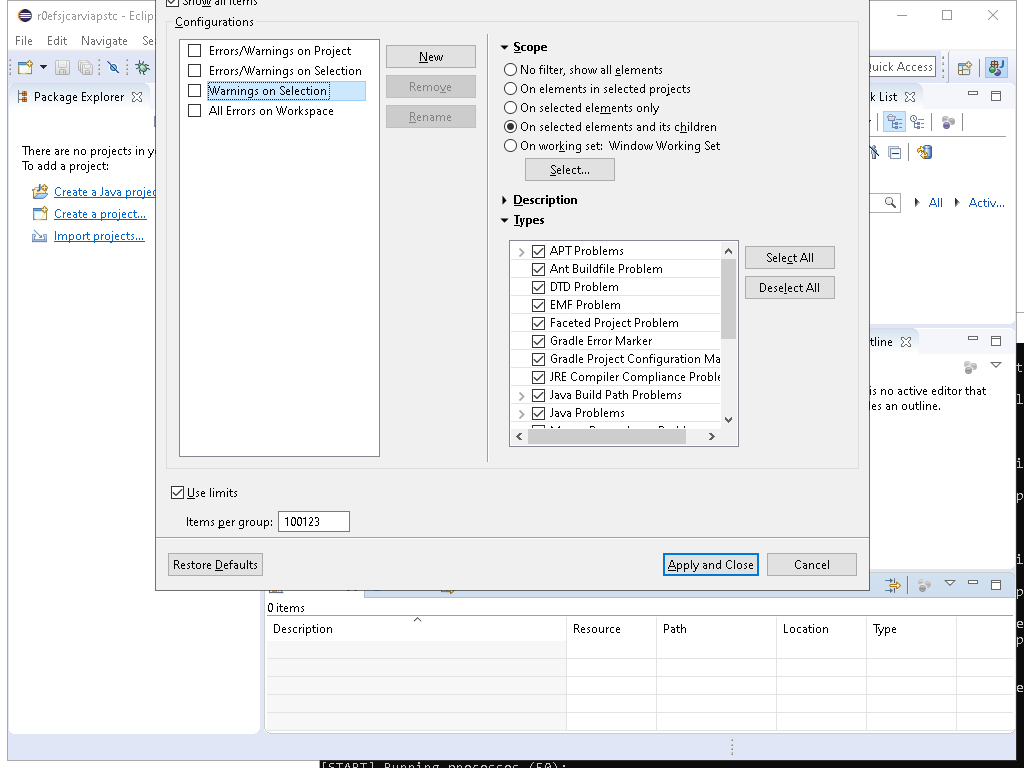 r0efsjcarviapstc - Eclip
Show all items
File Edit Navigate Se
Configurations
Quick Access
Package Explorer
There are no projects in y
To add a project:
Create a Java projec
Create a project...
Import projects...
Errors/Warnings on Project
Errors/Warnings on Selection
Warnings on Selection
All Errors on Workspace
New
Remove
Rename
Scope
No filter, show all elements
On elements in selected projects
On selected elements only
On selected elements and its children
On working set: Window Working Set
Select...
Description
Types
APT Problems
Ant Buildfile Problem
DTD Problem
EMF Problem
Faceted Project Problem
Gradle Error Marker
Gradle Project Configuration Ma
JRE Compiler Compliance Proble
Java Build Path Problems
Java Problems
Select All
Deselect All
k List
All Activ...
tline
is no active editor that
les an outline.
Use limits
Items per group: 100123
Restore Defaults
Apply and Close
Cancel
0 items
Description Resource Path Location Type
[START] Running processes (50):